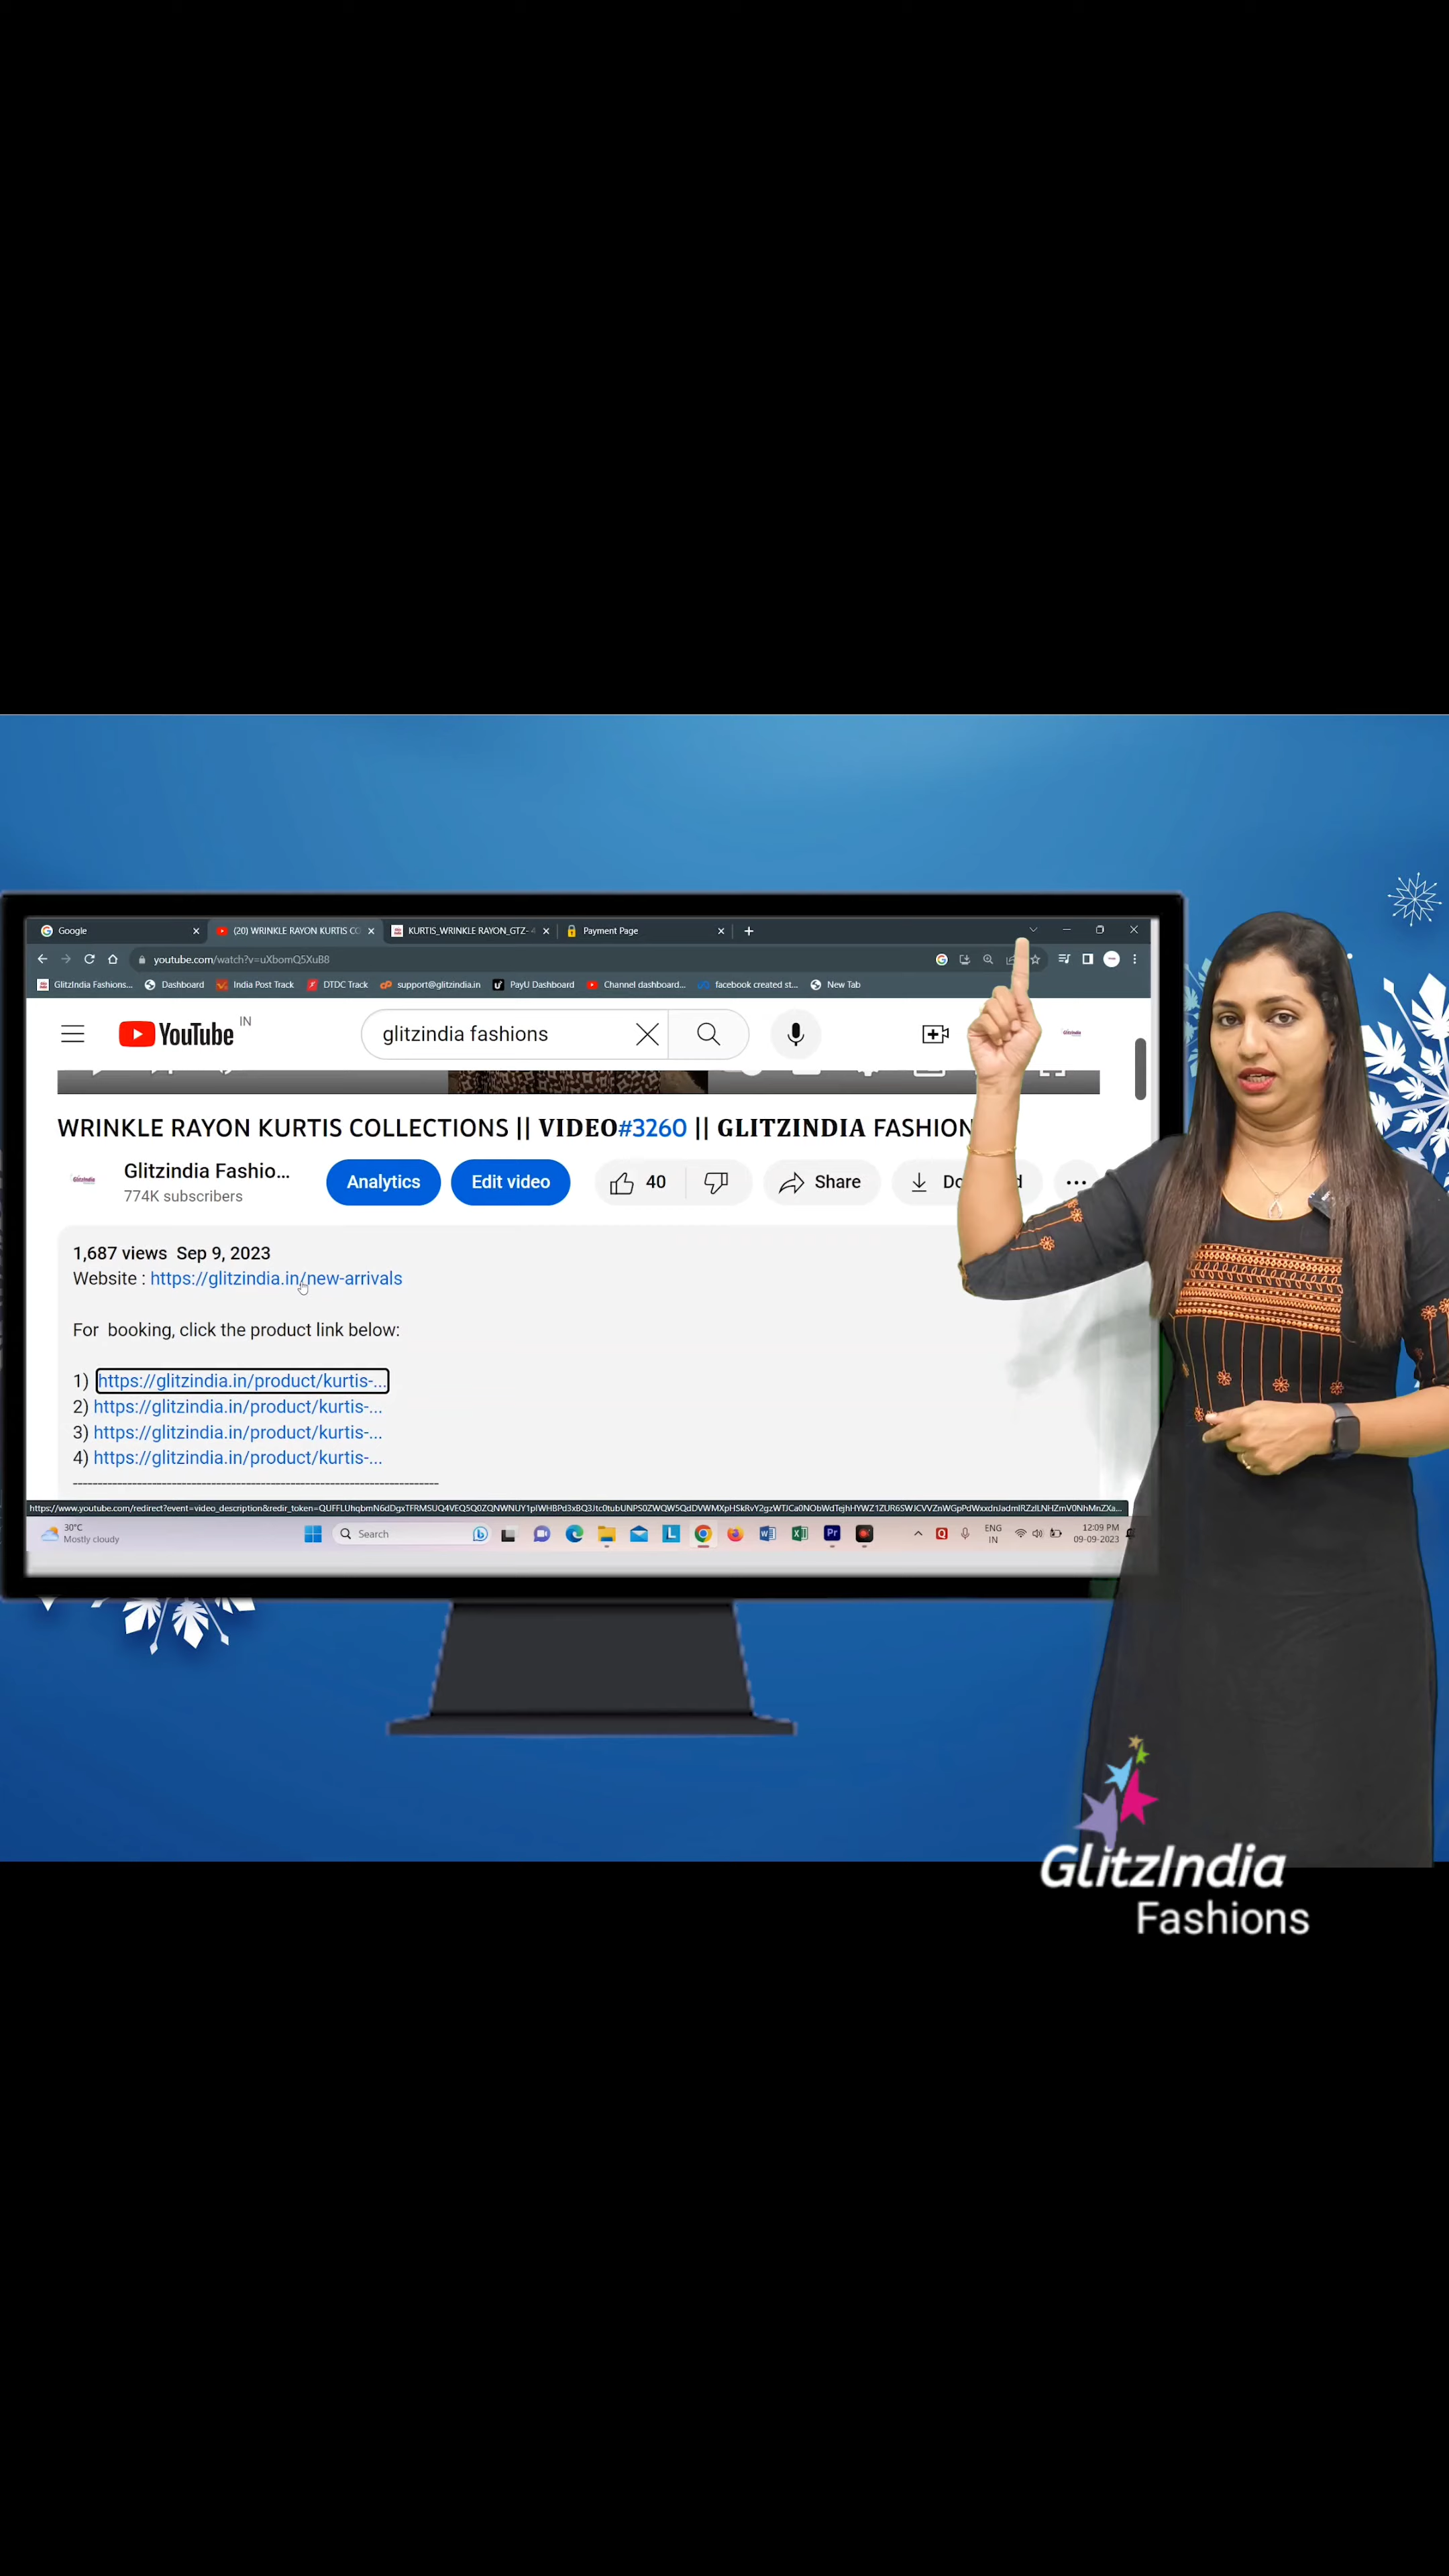 Google
(20) WRINKLE RAYON KURTIS CO
KURTIS_WRINKLE RAYON_GTZ- 4
Payment Page
youtube.com/watch?v=uXbomQ5XuB8
GlitzIndia Fashions...
Dashboard
India Post Track
DTDC Track
support@glitzindia.in
PayU Dashboard
Channel dashboard...
facebook created st...
New Tab
YouTube IN
glitzindia fashions
WRINKLE RAYON KURTIS COLLECTIONS || VIDEO#3260 || GLITZINDIA FASHION
Glitzindia Fashio...
774K subscribers
Analytics
Edit video
40
Share
1,687 views Sep 9, 2023
Website : https://glitzindia.in/new-arrivals
For booking, click the product link below:
1) https://glitzindia.in/product/kurtis-...
2) https://glitzindia.in/product/kurtis-...
3) https://glitzindia.in/product/kurtis-...
4) https://glitzindia.in/product/kurtis-...
30°C
Mostly cloudy
Search
ENG
IN
12:09 PM
09-09-2023
GlitzIndia
Fashions